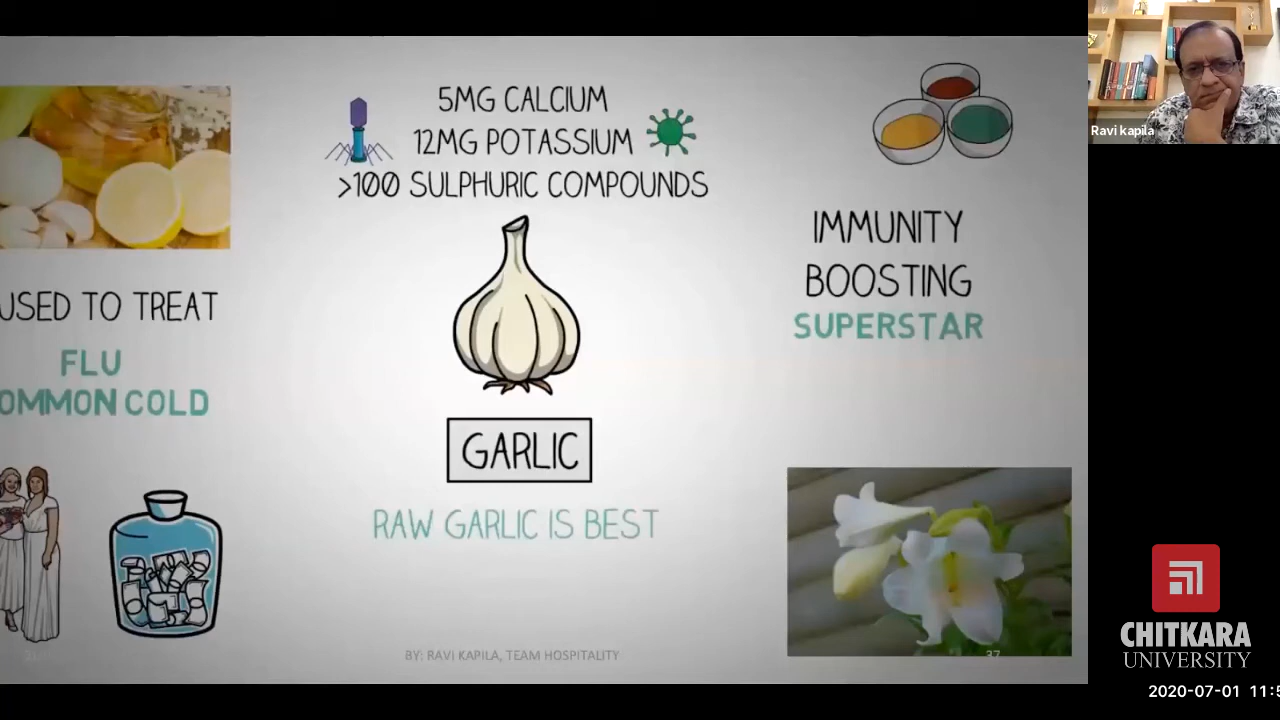 5MG CALCIUM
12MG POTASSIUM
>100 SULPHURIC COMPOUNDS
USED TO TREAT
FLU
OMMON COLD
GARLIC
RAW GARLIC IS BEST
IMMUNITY
BOOSTING
SUPERSTAR
BY: RAVI KAPILA, TEAM HOSPITALITY
37
Ravi kapila
CHITKARA
UNIVERSITY
2020-07-01 11:5